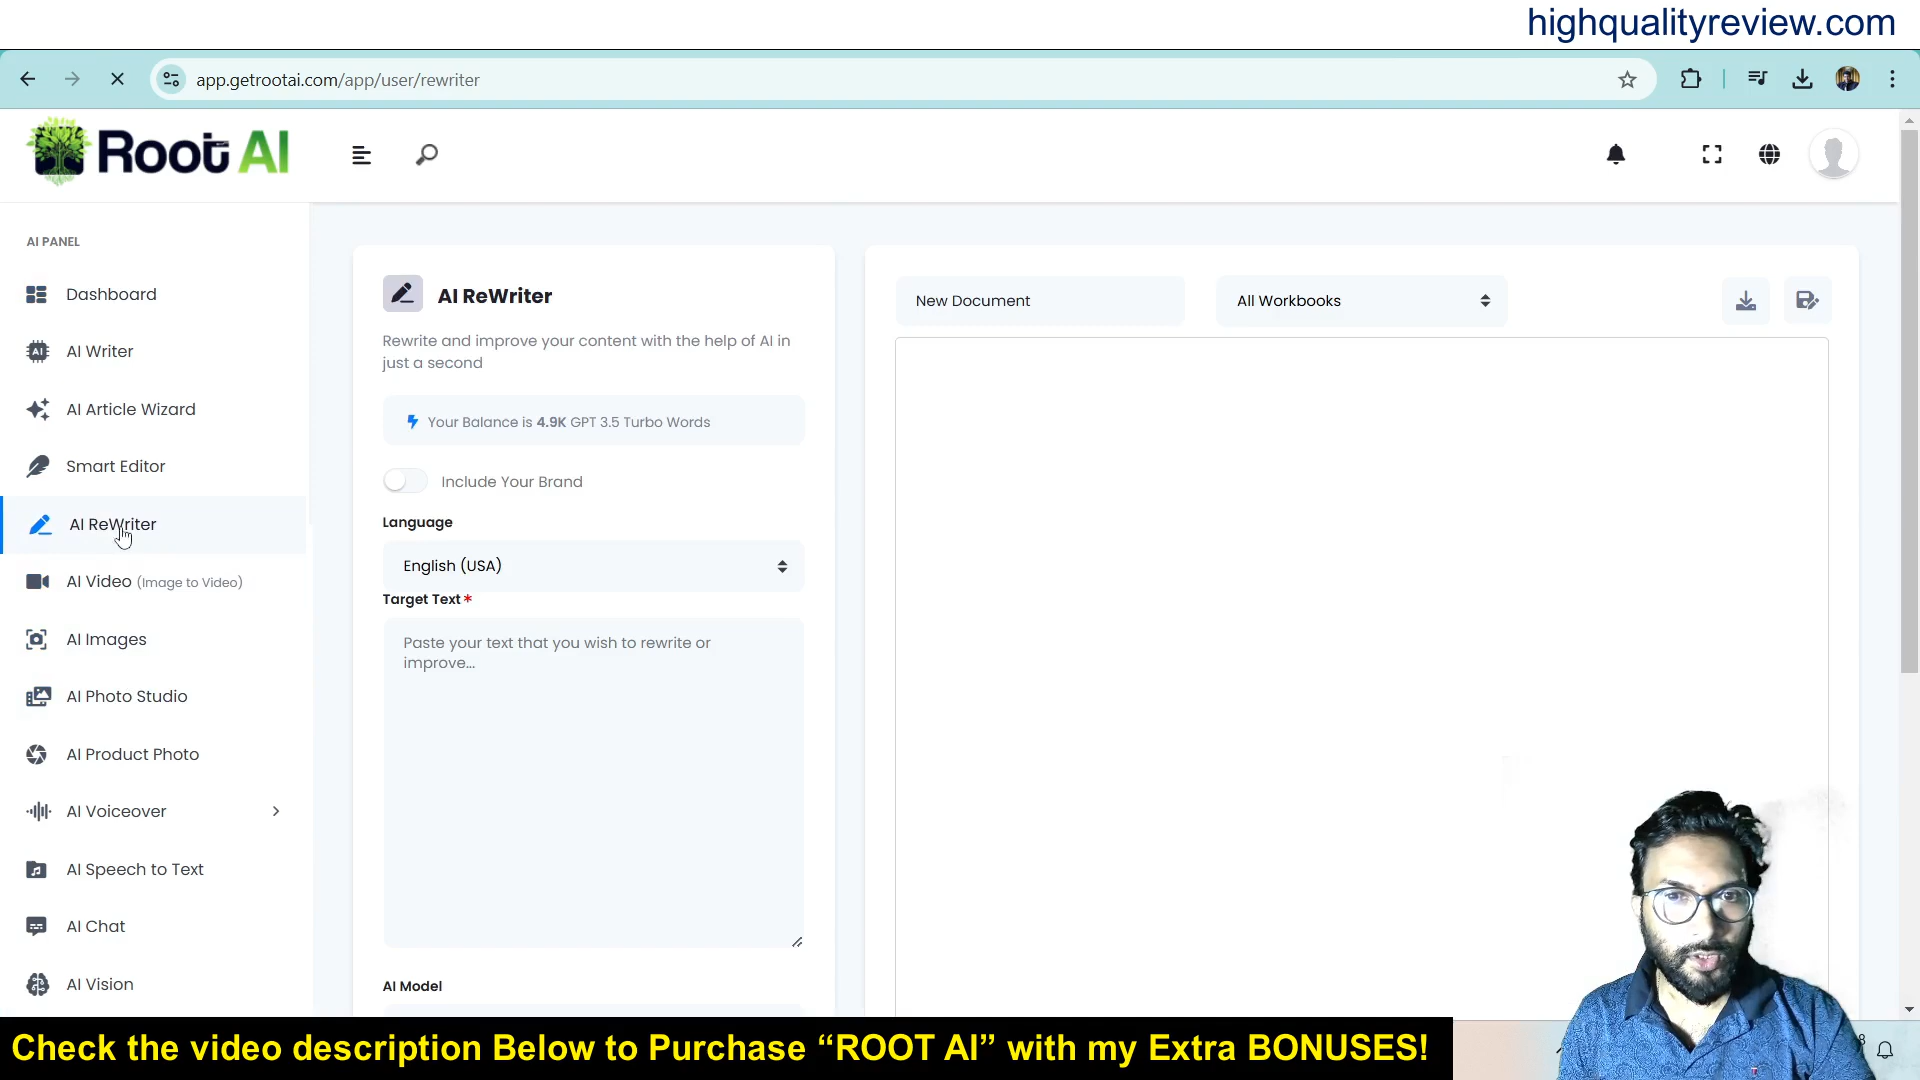 highqualityreview.com
app.getrootai.com/app/user/rewriter
Root AI
AI PANEL
Dashboard
AI Writer
AI Article Wizard
Smart Editor
AI ReWriter
AI Video (Image to Video)
AI Images
AI Photo Studio
AI Product Photo
AI Voiceover
AI Speech to Text
AI Chat
AI Vision
AI ReWriter
Rewrite and improve your content with the help of AI in
just a second
Your Balance is 4.9K GPT 3.5 Turbo Words
Include Your Brand
Language
English (USA)
Target Text*
Paste your text that you wish to rewrite or
improve...
AI Model
New Document
All Workbooks
Check the video description Below to Purchase “ROOT AI” with my Extra BONUSES!